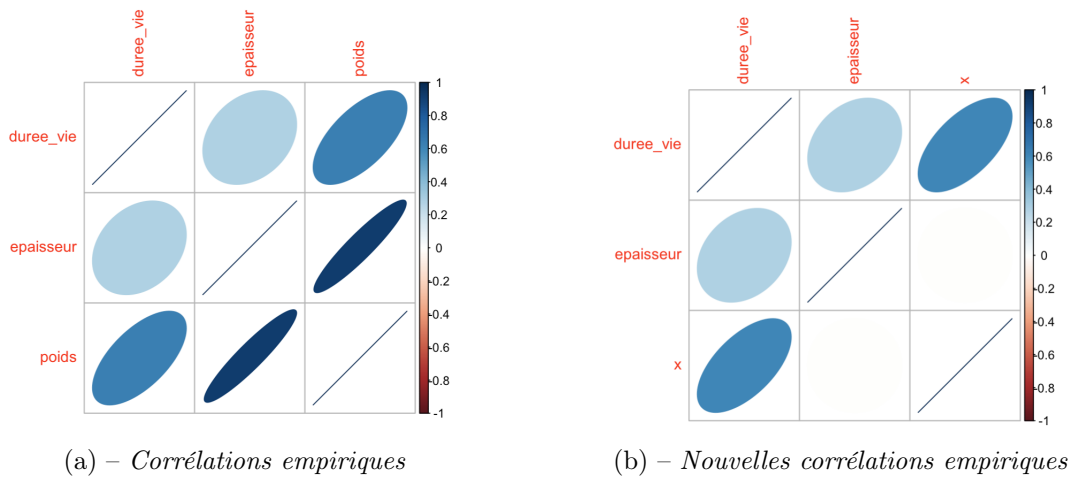 duree_vie
epaisseur
poids
duree_vie
epaisseur
poids
1
0.8
0.6
0.4
0.2
0
-0.2
-0.4
-0.6
-0.8
-1
(a) – Corrélations empiriques
duree_vie
epaisseur
x
duree_vie
epaisseur
x
1
0.8
0.6
0.4
0.2
0
-0.2
-0.4
-0.6
-0.8
-1
(b) – Nouvelles corrélations empiriques